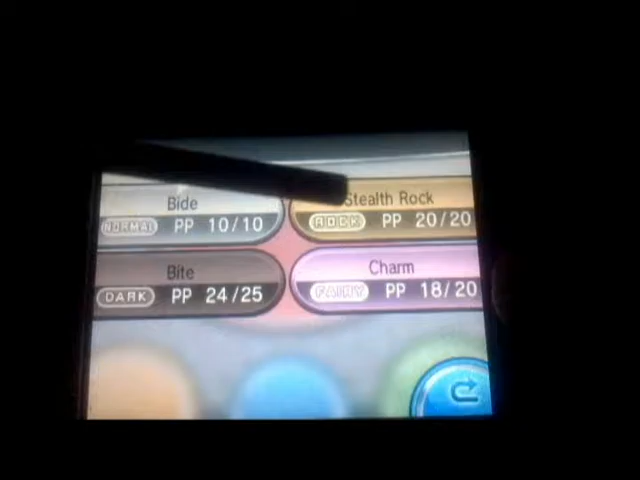 Bide
Stealth Rock
NORMAL PP 10/10
ROCK PP 20/20
Bite
Charm
DARK PP 24/25
FAIRY PP 18/20